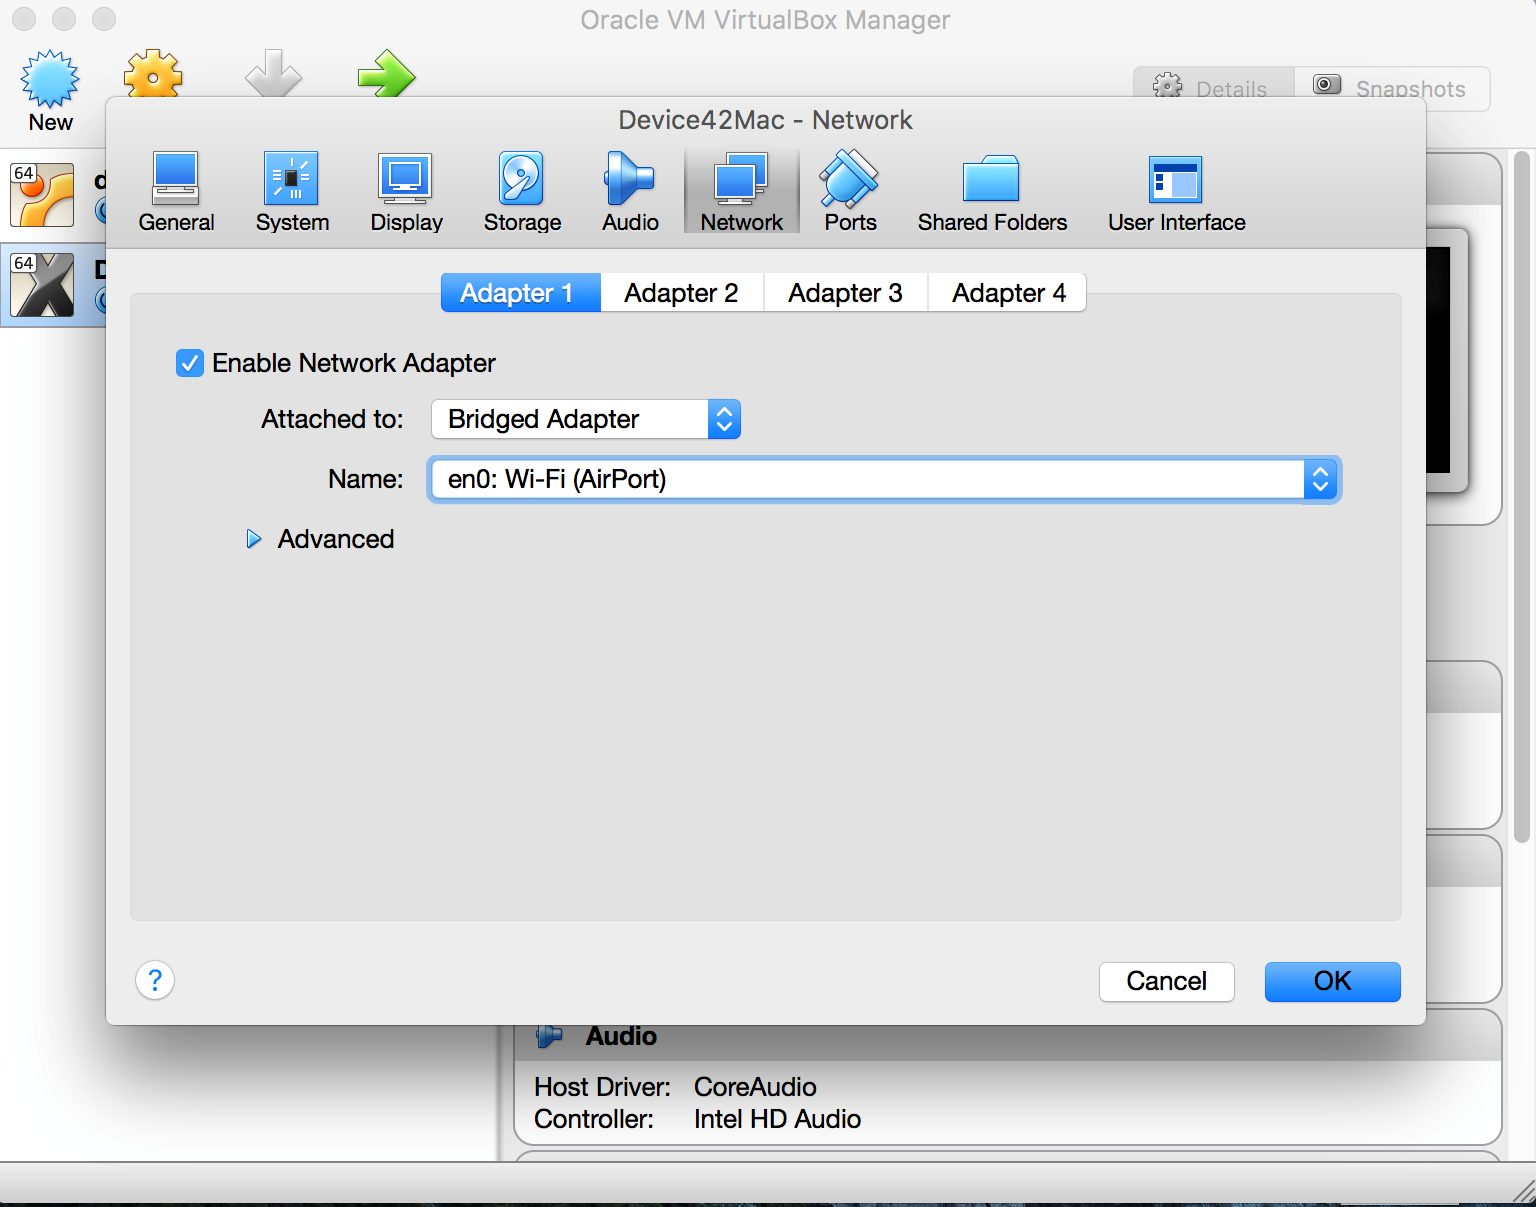 Oracle VM VirtualBox Manager
New
Details
Snapshots
Device42Mac - Network
General
System
Display
Storage
Audio
Network
Ports
Shared Folders
User Interface
64
64
Adapter 1
Adapter 2
Adapter 3
Adapter 4
Enable Network Adapter
Attached to: Bridged Adapter
Name: en0: Wi-Fi (AirPort)
Advanced
?
Cancel
OK
Audio
Host Driver: CoreAudio
Controller: Intel HD Audio